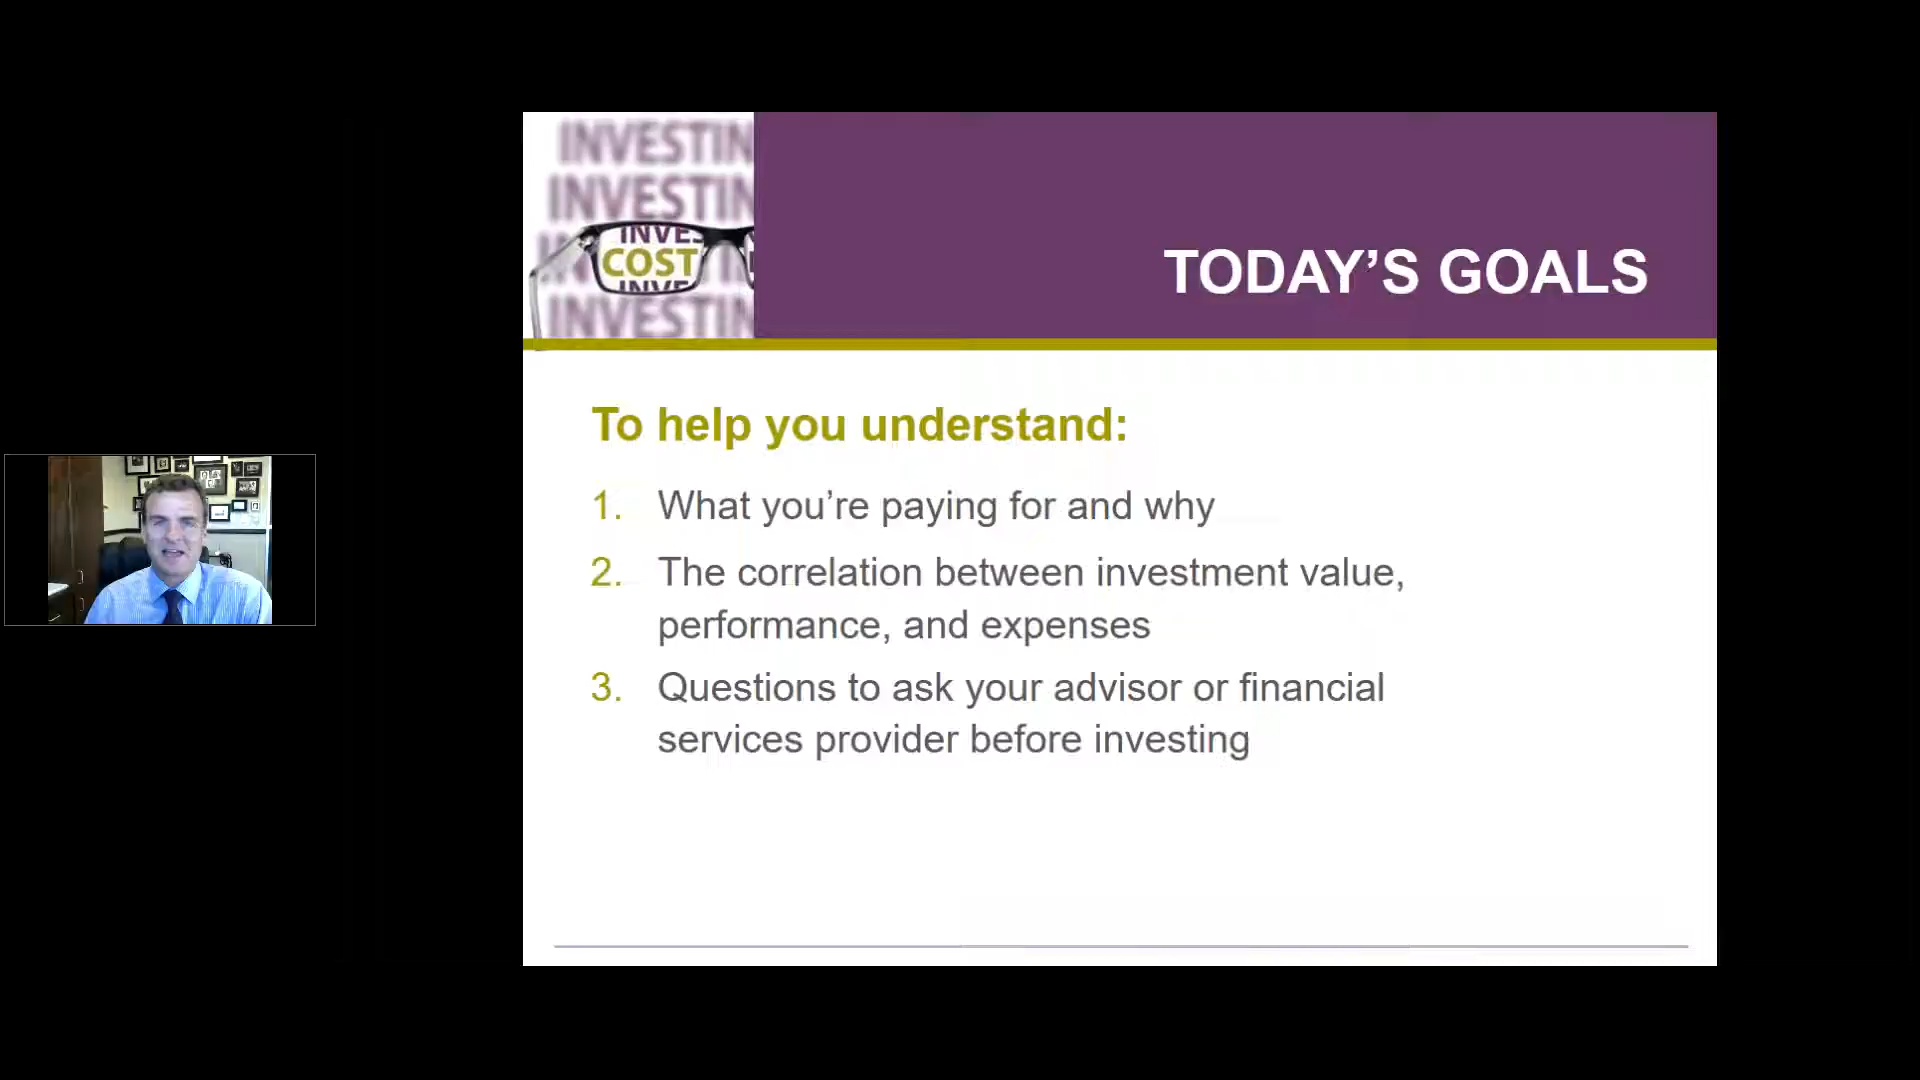 INVESTIN
INVESTIN
INVES
COST
INVE
INVESTIN
TODAY’S GOALS
To help you understand:
1. What you’re paying for and why
2. The correlation between investment value,
performance, and expenses
3. Questions to ask your advisor or financial
services provider before investing